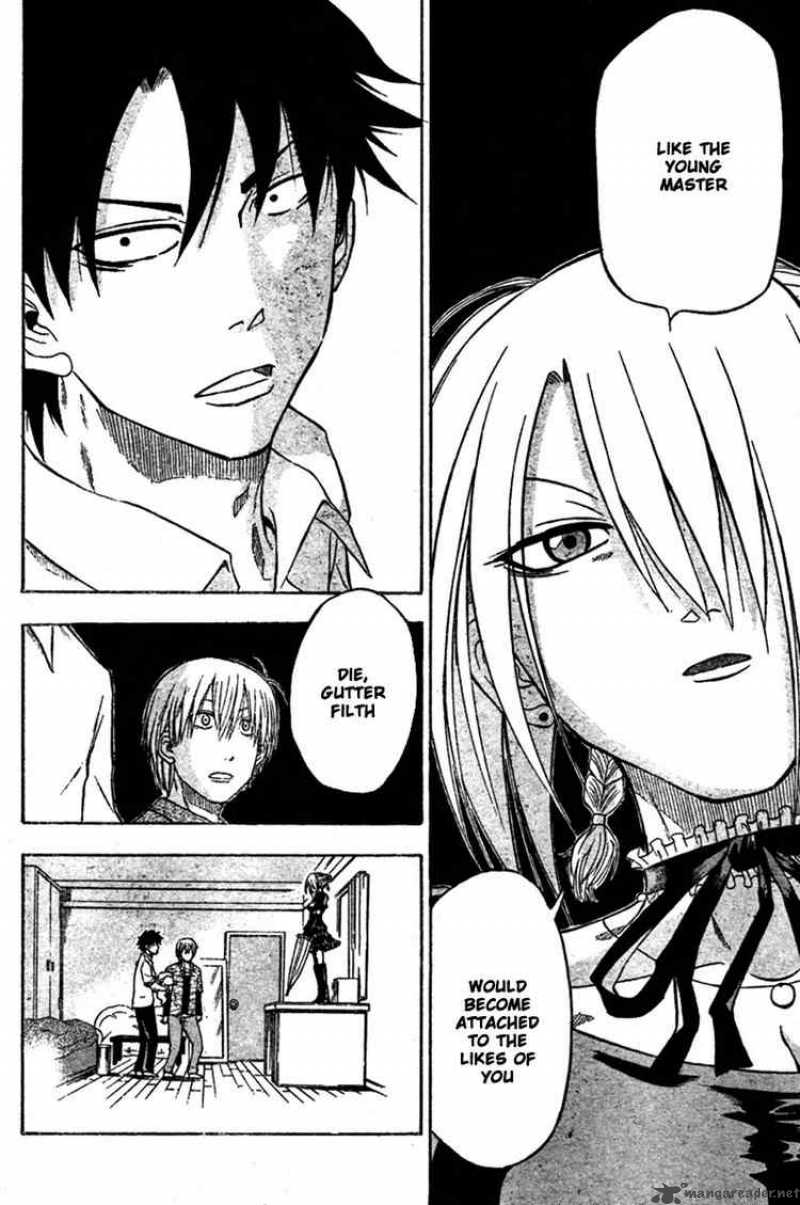 LIKE THE
YOUNG
MASTER
WOULD
BECOME
ATTACHED
TO THE
LIKES OF
YOU
DIE,
GUTTER
FILTH
mangareader.net